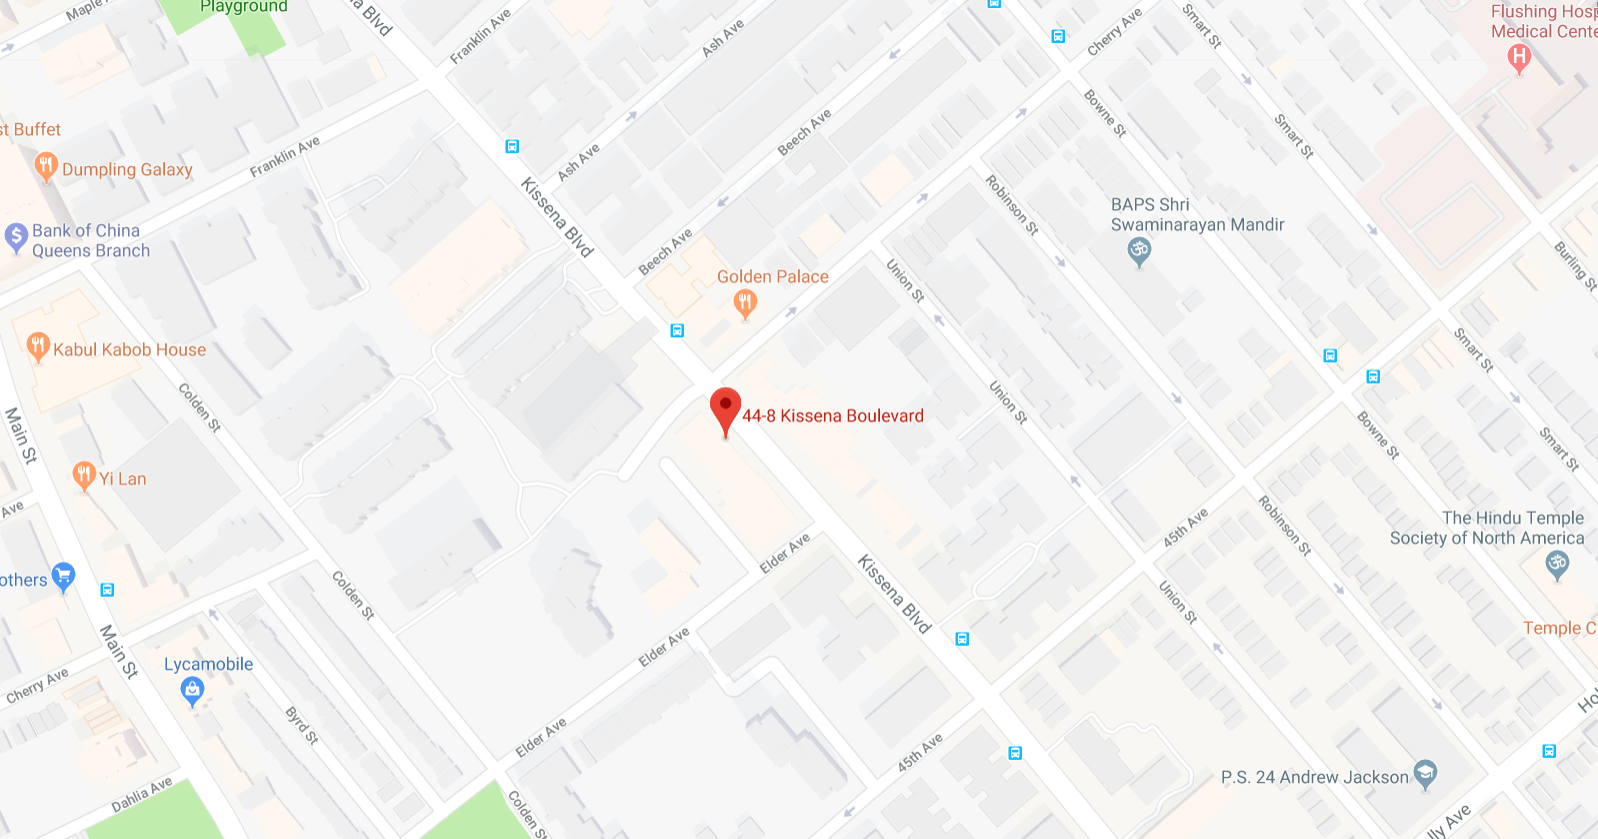 Maple
Playground
na Blvd
Franklin Ave
Ash Ave
Cherry Ave
Smart St
Flushing Hosp
Medical Cente
H
st Buffet
Dumpling Galaxy
Franklin Ave
Ash Ave
Beech Ave
Bowne St
Smart St
Bank of China
Queens Branch
Kissena Blvd
Beech Ave
Robinson St
BAPS Shri
Swaminarayan Mandir
Golden Palace
Union St
Burling St
Kabul Kabob House
Colden St
Main St
44-8 Kissena Boulevard
Union St
Smart St
Bowne St
Smart St
Yi Lan
Ave
45th Ave
Robinson St
The Hindu Temple
Society of North America
Elder Ave
others
Colden St
Kissena Blvd
Union St
Temple C
Main St
Elder Ave
Lycamobile
Cherry Ave
Byrd St
Elder Ave
45th Ave
Hol
P.S. 24 Andrew Jackson
Dahlia Ave
Colden St
lly Ave